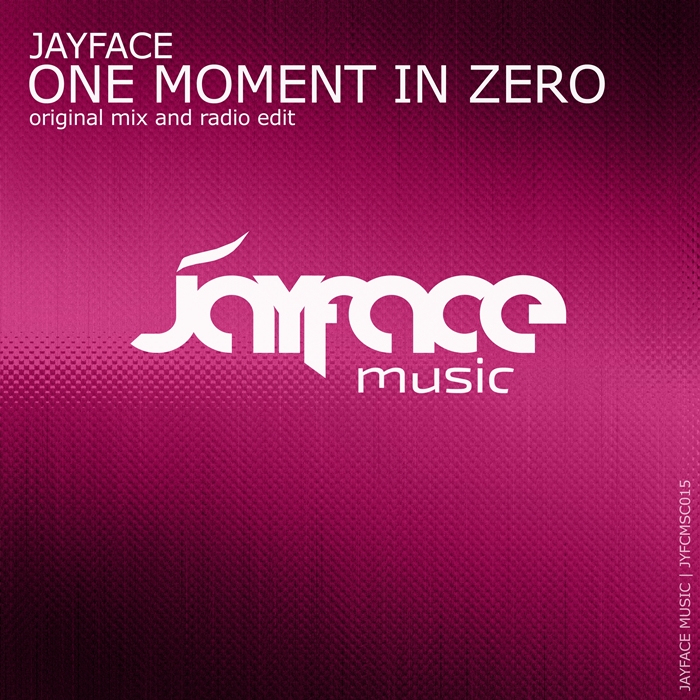 JAYFACE
ONE MOMENT IN ZERO
original mix and radio edit
jayface
music
JAYFACE MUSIC | JYFCMSC015